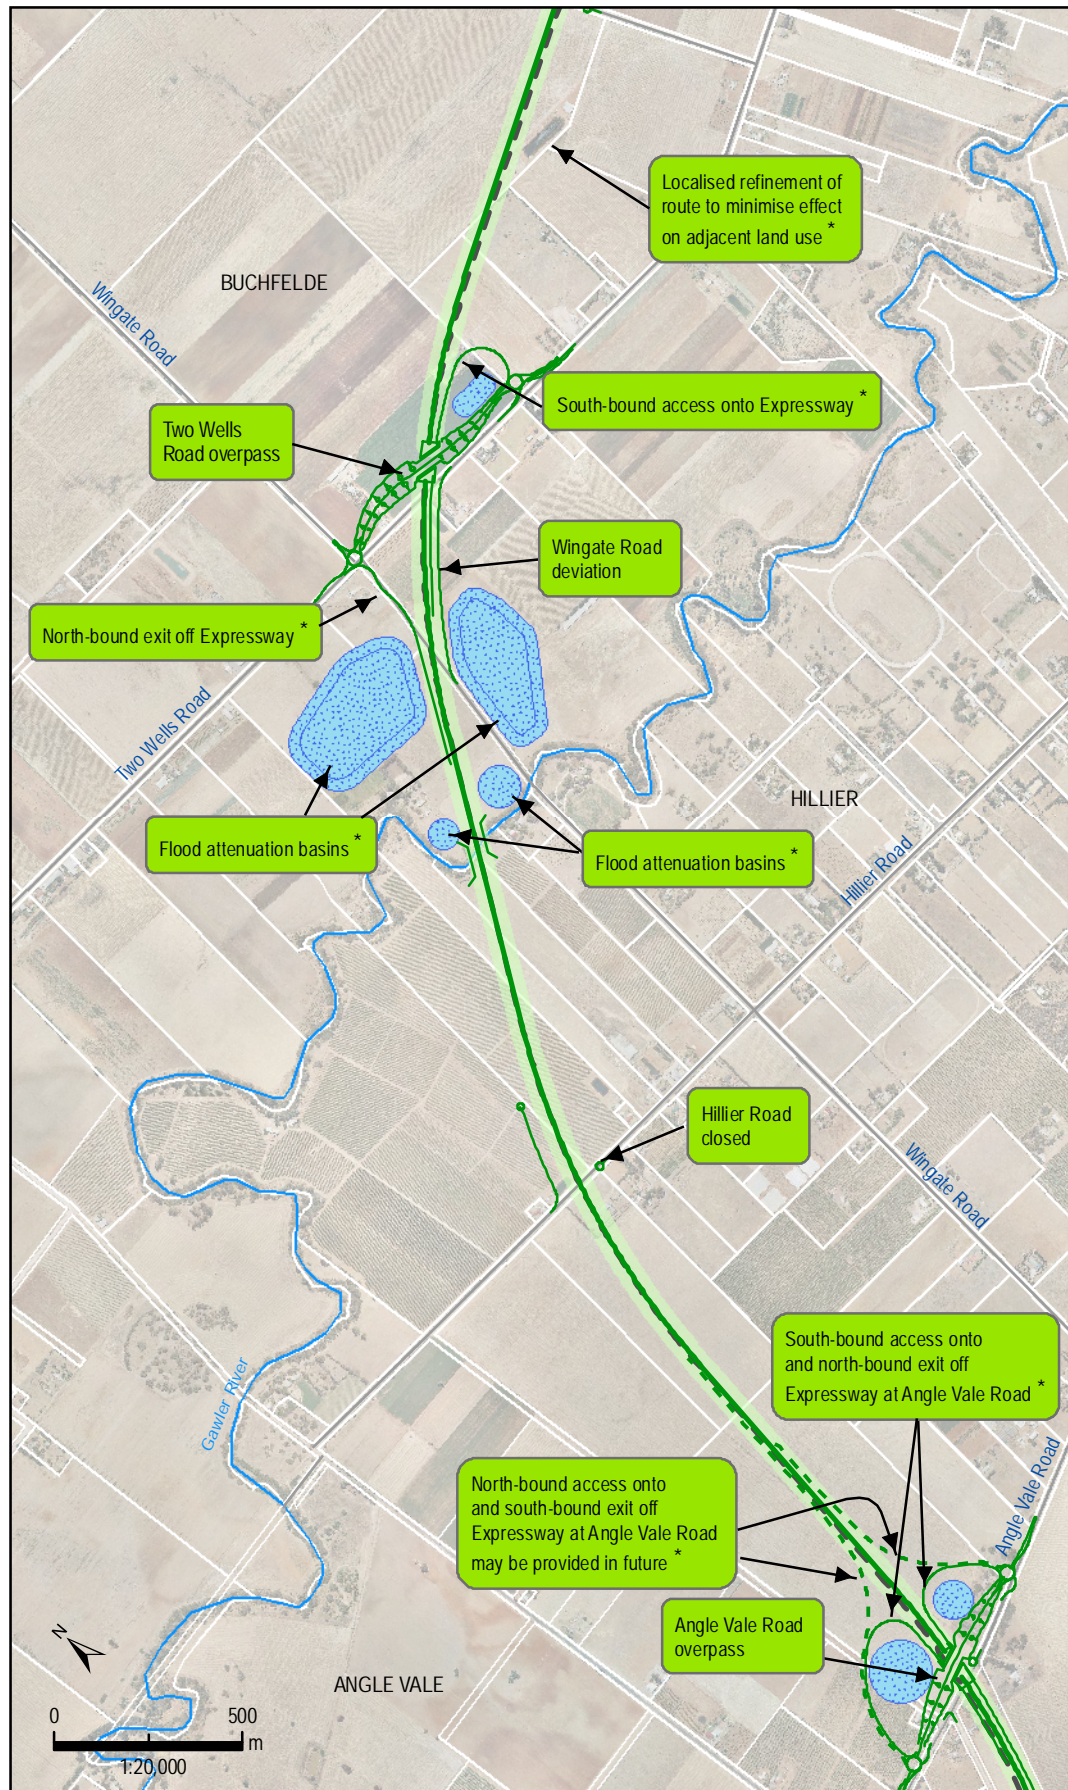 Localised refinement of
route to minimise effect
on adjacent land use *
BUCHFELDE
Wingate Road
South-bound access onto Expressway *
Two Wells
Road overpass
Wingate Road
deviation
North-bound exit off Expressway *
Two Wells Road
HILLIER
Flood attenuation basins *
Flood attenuation basins *
Hillier Road
Hillier Road
closed
Wingate Road
South-bound access onto
and north-bound exit off
Expressway at Angle Vale Road *
Gawler River
North-bound access onto
and south-bound exit off
Expressway at Angle Vale Road
may be provided in future *
Angle Vale Road
Angle Vale Road
overpass
N
ANGLE VALE
0 500
m
1:20,000